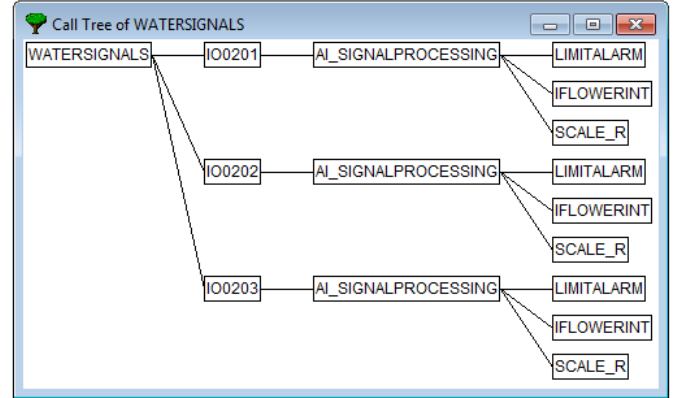 Call Tree of WATERSIGNALS
WATERSIGNALS IO0201 AI_SIGNALPROCESSING LIMITALARM
IFLOWERINT
SCALE_R
IO0202 AI_SIGNALPROCESSING LIMITALARM
IFLOWERINT
SCALE_R
IO0203 AI_SIGNALPROCESSING LIMITALARM
IFLOWERINT
SCALE_R